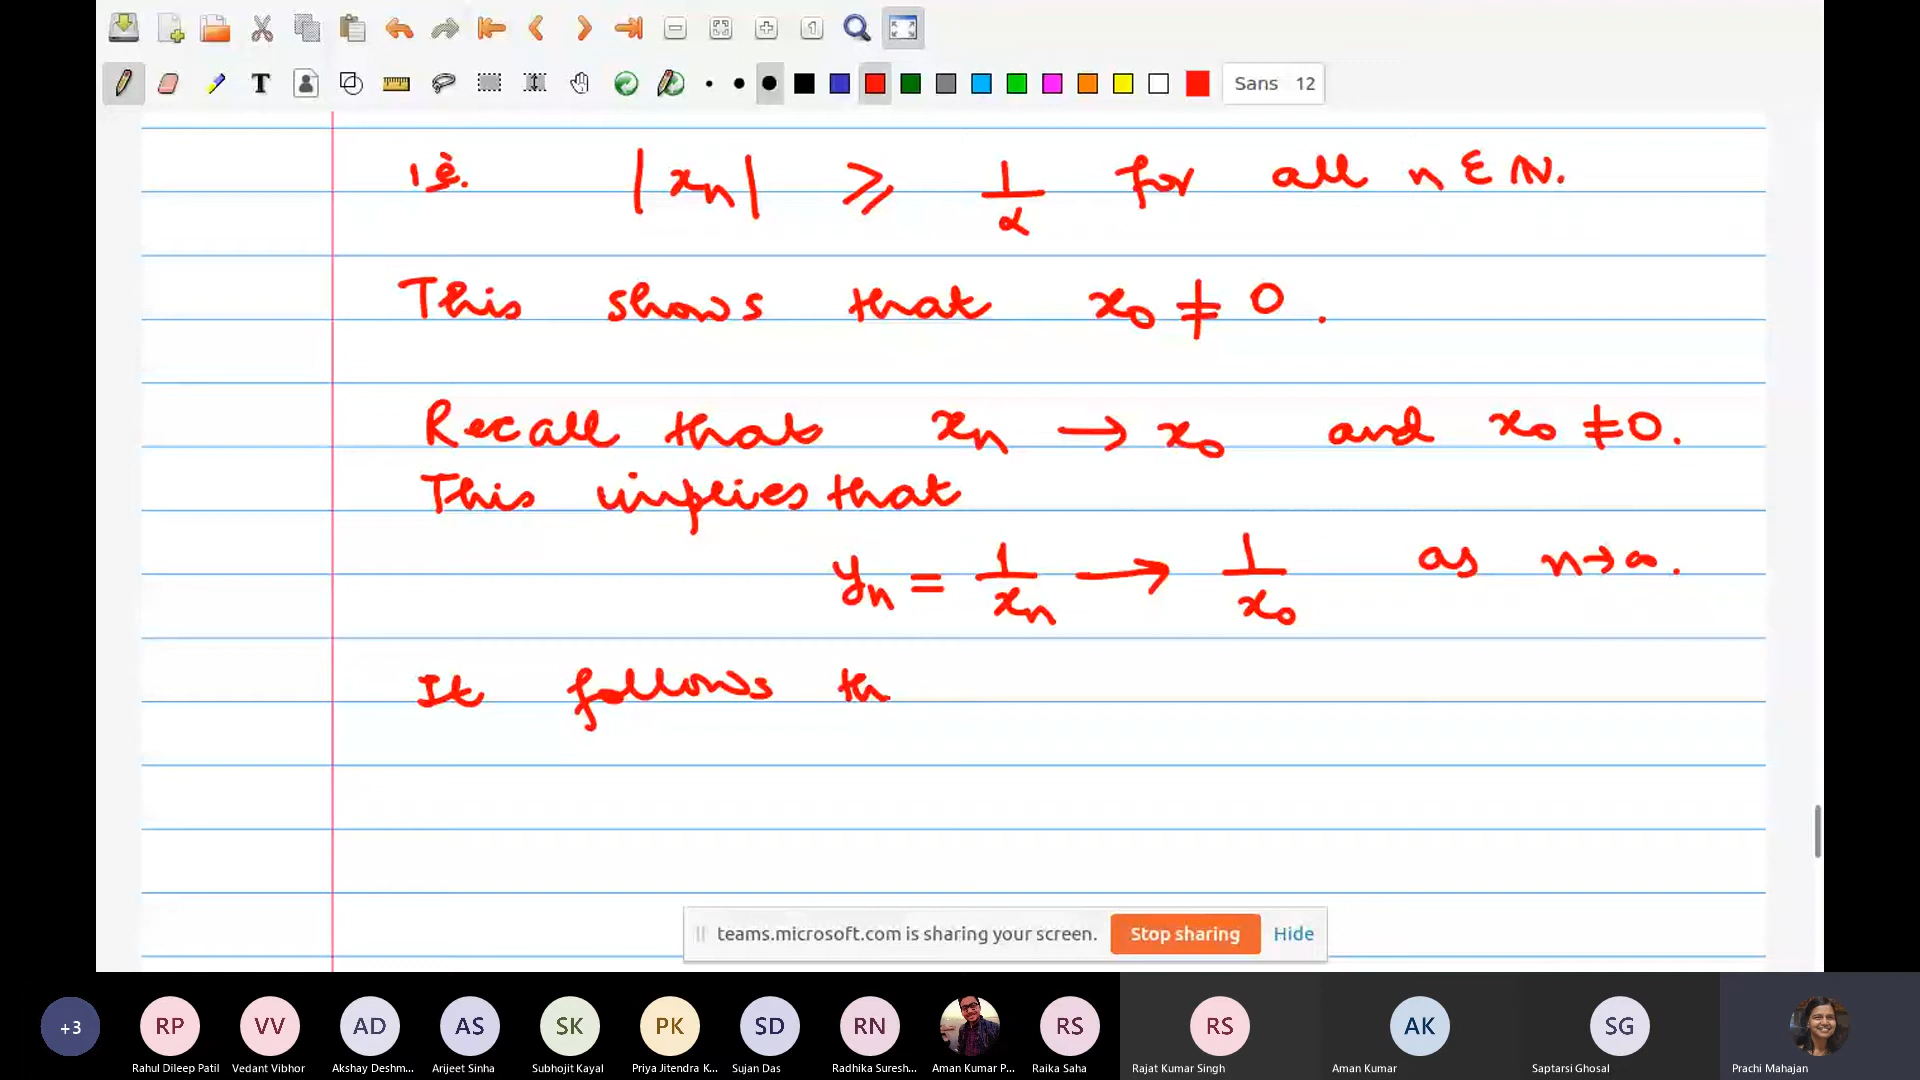 Sans 12
i.e. |xₙ| ⩾ 1/α for all n ∈ ℕ.
This shows that x₀ ≠ 0.
Recall that xₙ → x₀ and x₀ ≠ 0.
This implies that
yₙ = 1/xₙ → 1/x₀ as n→∞.
It follows th
teams.microsoft.com is sharing your screen. Stop sharing Hide
+3 RP VV AD AS SK PK SD RN RS RS AK SG
Rahul Dileep Patil Vedant Vibhor Akshay Deshm... Arijeet Sinha Subhojit Kayal Priya Jitendra K... Sujan Das Radhika Suresh... Aman Kumar P... Raika Saha Rajat Kumar Singh Aman Kumar Saptarsi Ghosal Prachi Mahajan